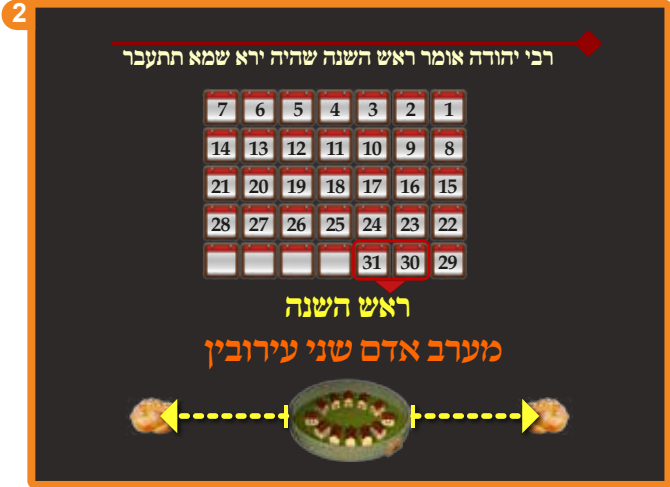 2
רבי יהודה אומר ראש השנה שהיה ירא שמא תתעבר
1 2 3 4 5 6 7
8 9 10 11 12 13 14
15 16 17 18 19 20 21
22 23 24 25 26 27 28
29 30 31
ראש השנה
מערב אדם שני עירובין